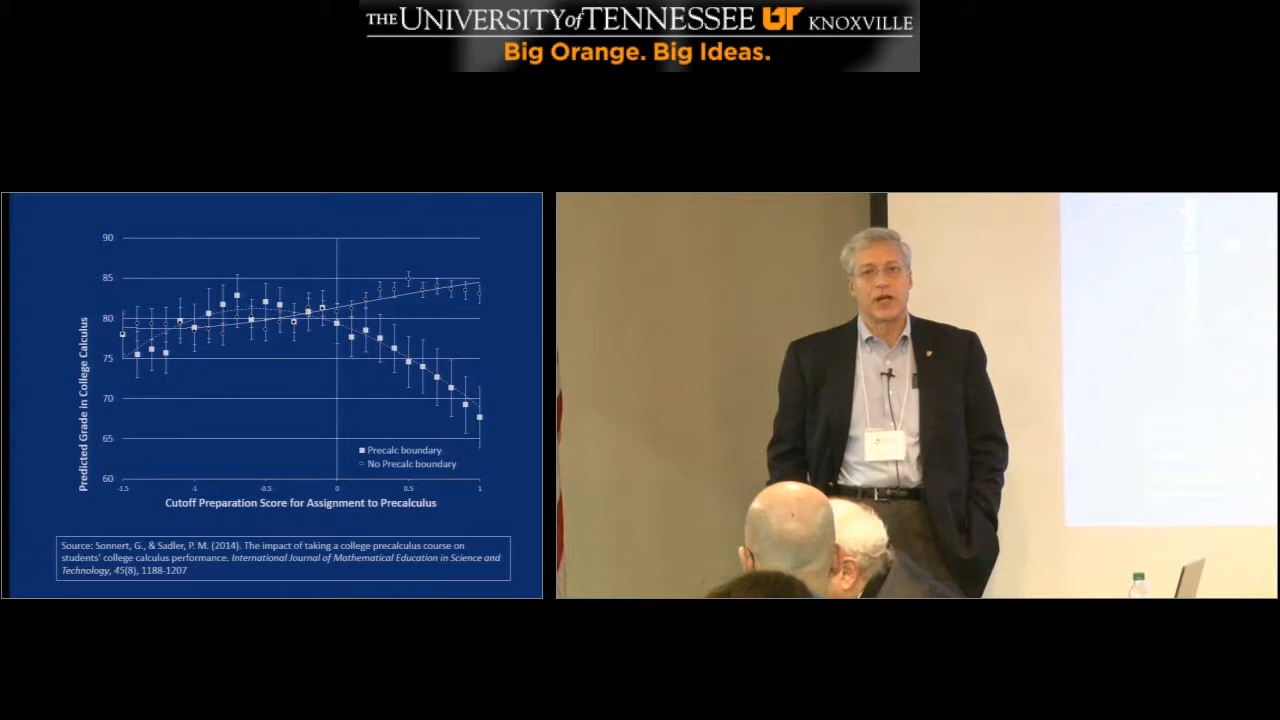 THE UNIVERSITY of TENNESSEE UT KNOXVILLE
Big Orange. Big Ideas.
90
85
80
75
70
65
60
Predicted Grade in College Calculus
Precalc boundary
No Precalc boundary
-1.5 -1 -0.5 0 0.5 1
Cutoff Preparation Score for Assignment to Precalculus
Source: Sonnert, G., & Sadler, P. M. (2014). The impact of taking a college precalculus course on
students' college calculus performance. International Journal of Mathematical Education in Science and
Technology, 45(8), 1188-1207